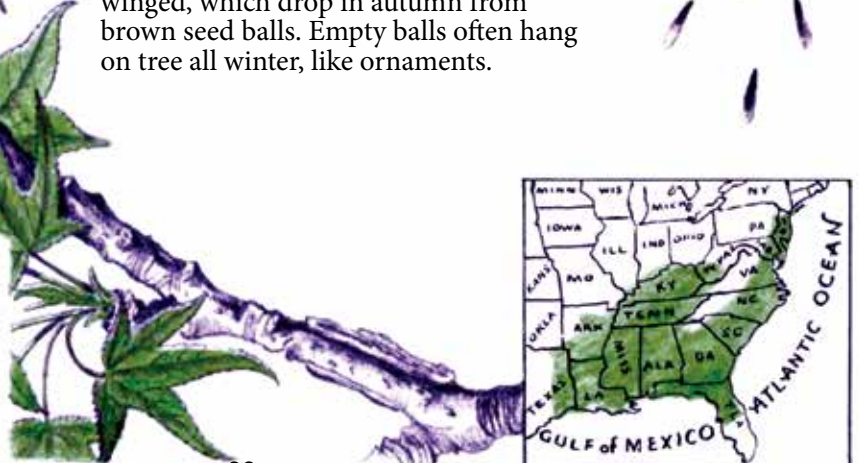 winged, which drop in autumn from
brown seed balls. Empty balls often hang
on tree all winter, like ornaments.
MINN WIS MICH NY
IOWA ILL IND OHIO PA
KANS MO KY W.VA VA
OKLA ARK TENN NC
SC
MISS ALA GA
TEXAS LA
ATLANTIC OCEAN
GULF of MEXICO